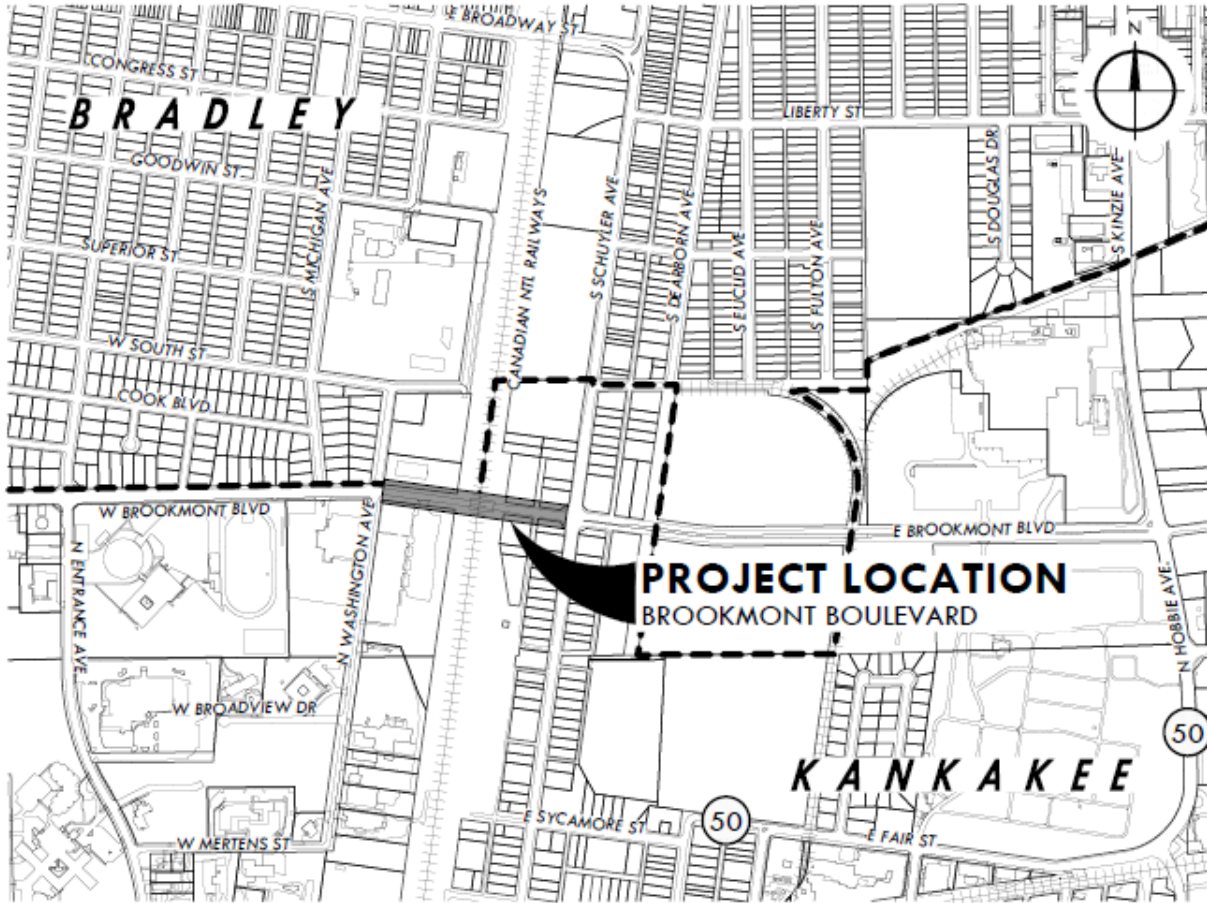 E BROADWAY ST
CONGRESS ST
N
BRADLEY
LIBERTY ST
GOODWIN ST
S MICHIGAN AVE
CANADIAN NTL RAILWAYS
S SCHUYLER AVE
S DEARBORN AVE
S EUCLID AVE
S FULTON AVE
S DOUGLAS DR
S KINZIE AVE
SUPERIOR ST
W SOUTH ST
COOK BLVD
W BROOKMONT BLVD
E BROOKMONT BLVD
N ENTRANCE AVE
N WASHINGTON AVE
PROJECT LOCATION
BROOKMONT BOULEVARD
N HOBBIE AVE
W BROADVIEW DR
50
KANKAKEE
E SYCAMORE ST
50
E FAIR ST
W MERTENS ST